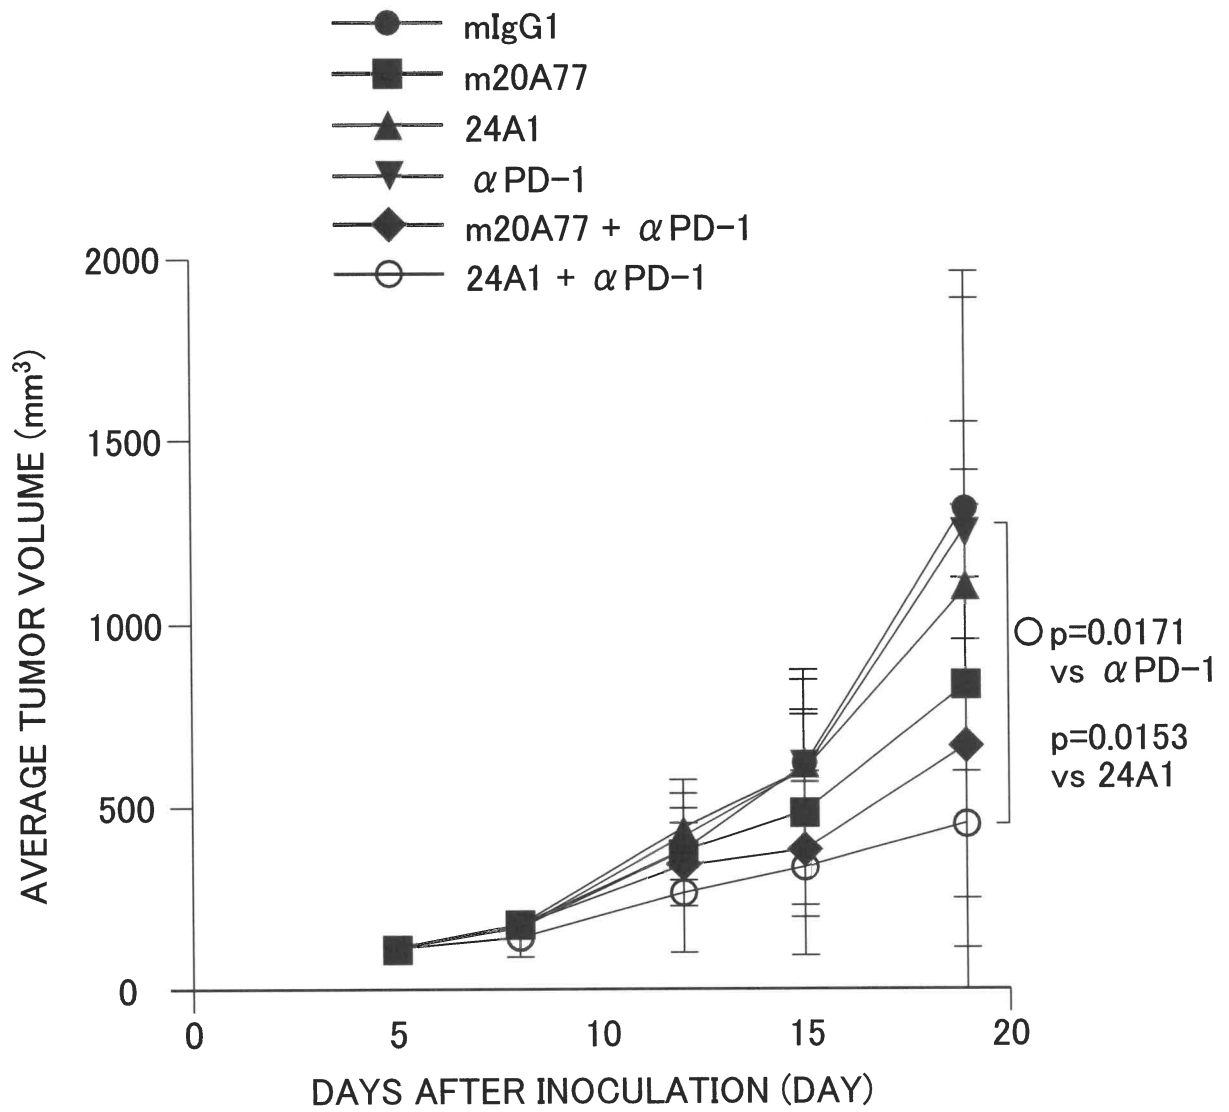 mIgG1
m20A77
24A1
αPD-1
m20A77 + αPD-1
24A1 + αPD-1
2000
1500
1000
500
0
0 5 10 15 20
AVERAGE TUMOR VOLUME (mm³)
DAYS AFTER INOCULATION (DAY)
p=0.0171
vs αPD-1
p=0.0153
vs 24A1